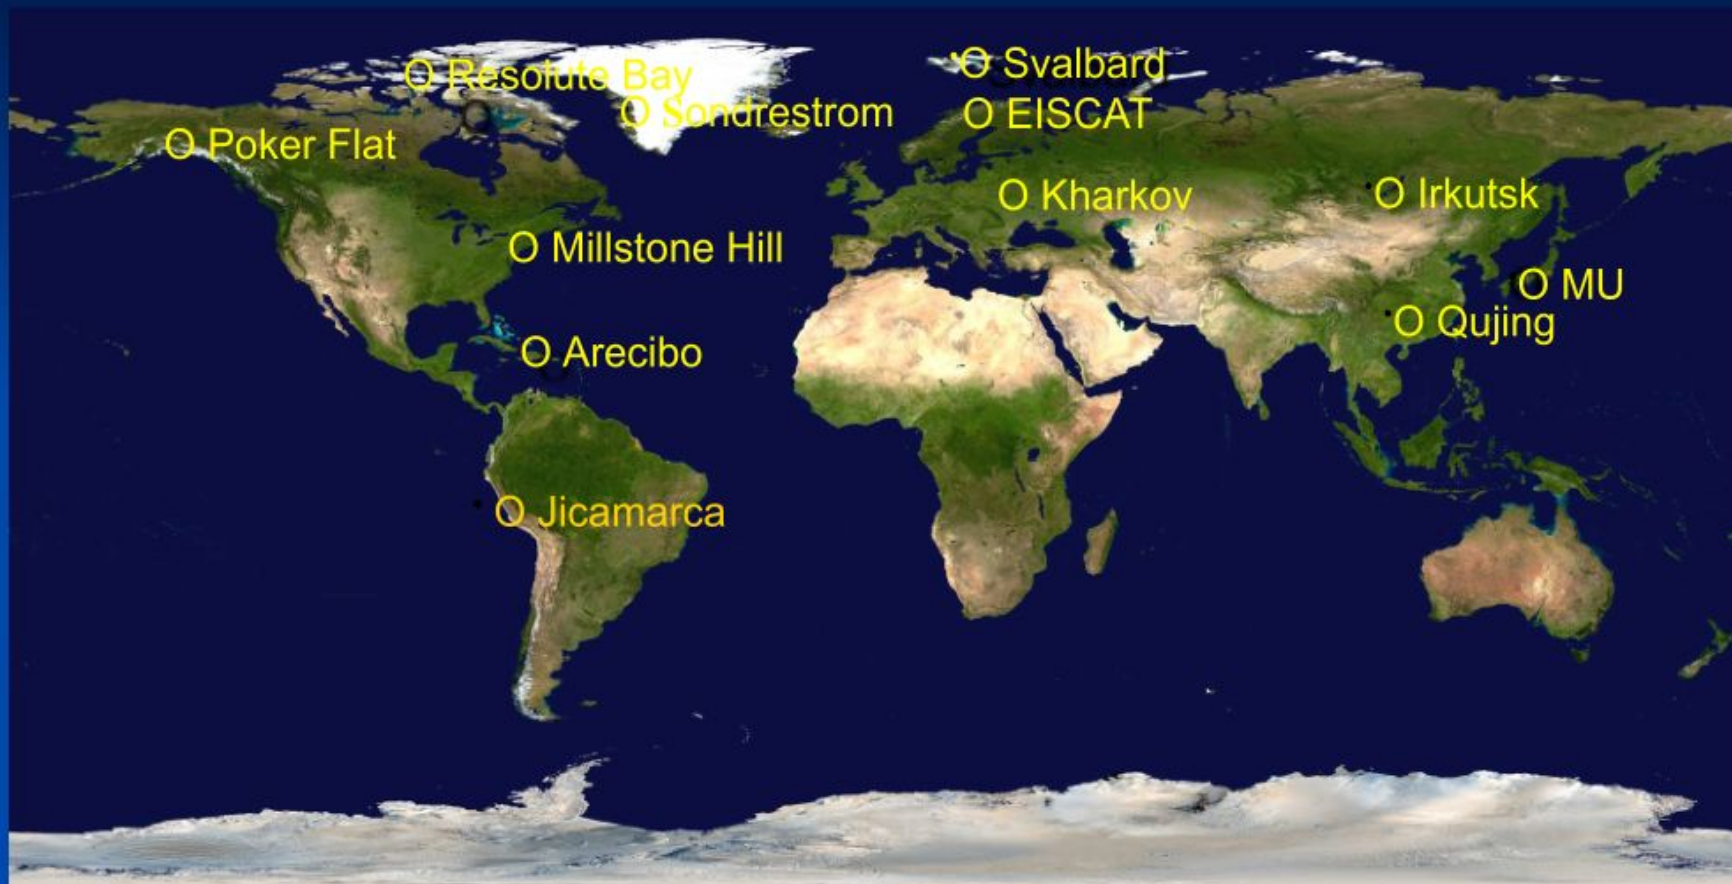 O Resolute Bay
O Svalbard
O Sondrestrom
O EISCAT
O Poker Flat
O Kharkov
O Irkutsk
O Millstone Hill
O MU
O Qujing
O Arecibo
O Jicamarca